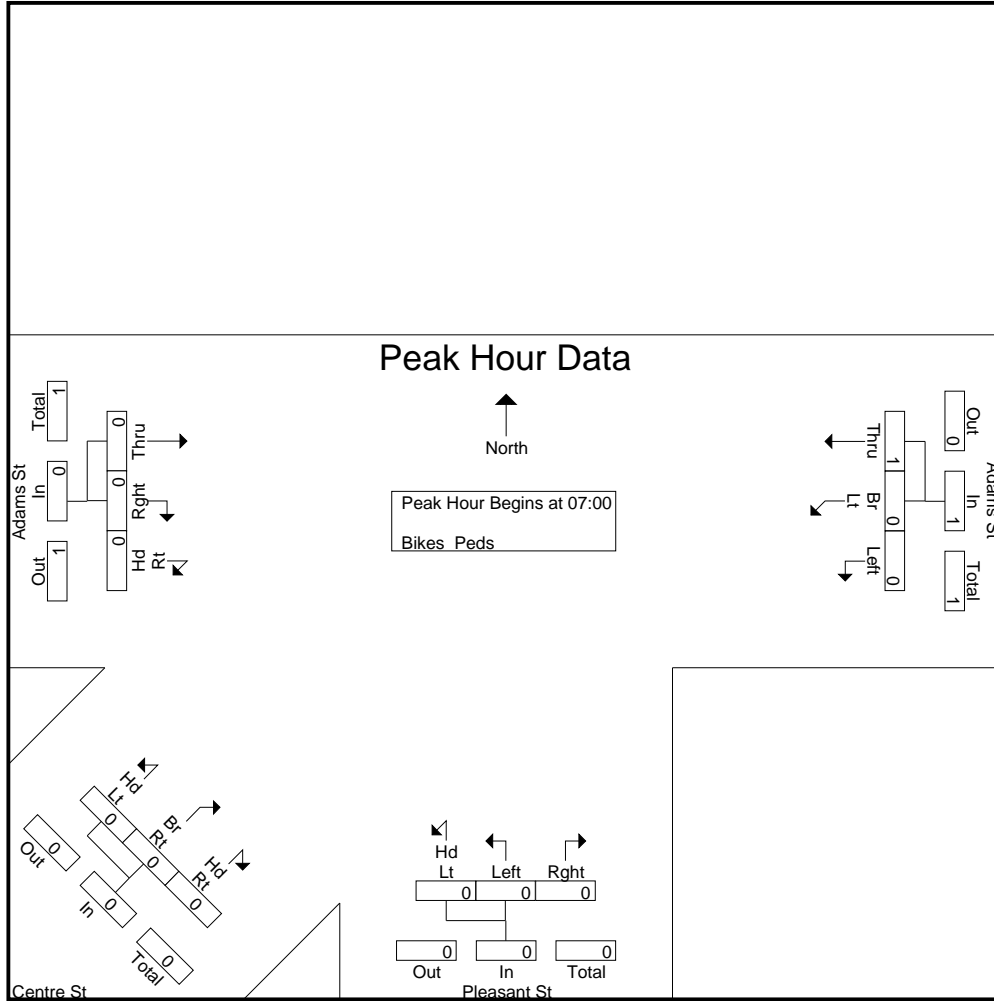 Peak Hour Data
North
Peak Hour Begins at 07:00
Bikes Peds
Adams St
Total
1
In
0
Out
1
Thru
0
Rght
0
Hd
Rt
0
Adams St
Out
0
In
1
Total
1
Thru
1
Br
Lt
0
Left
0
Centre St
Out
0
In
0
Total
0
Hd
Lt
0
Br
Rt
0
Hd
Rt
0
Pleasant St
Hd
Lt Left Rght
0 0 0
0 0 0
Out In Total